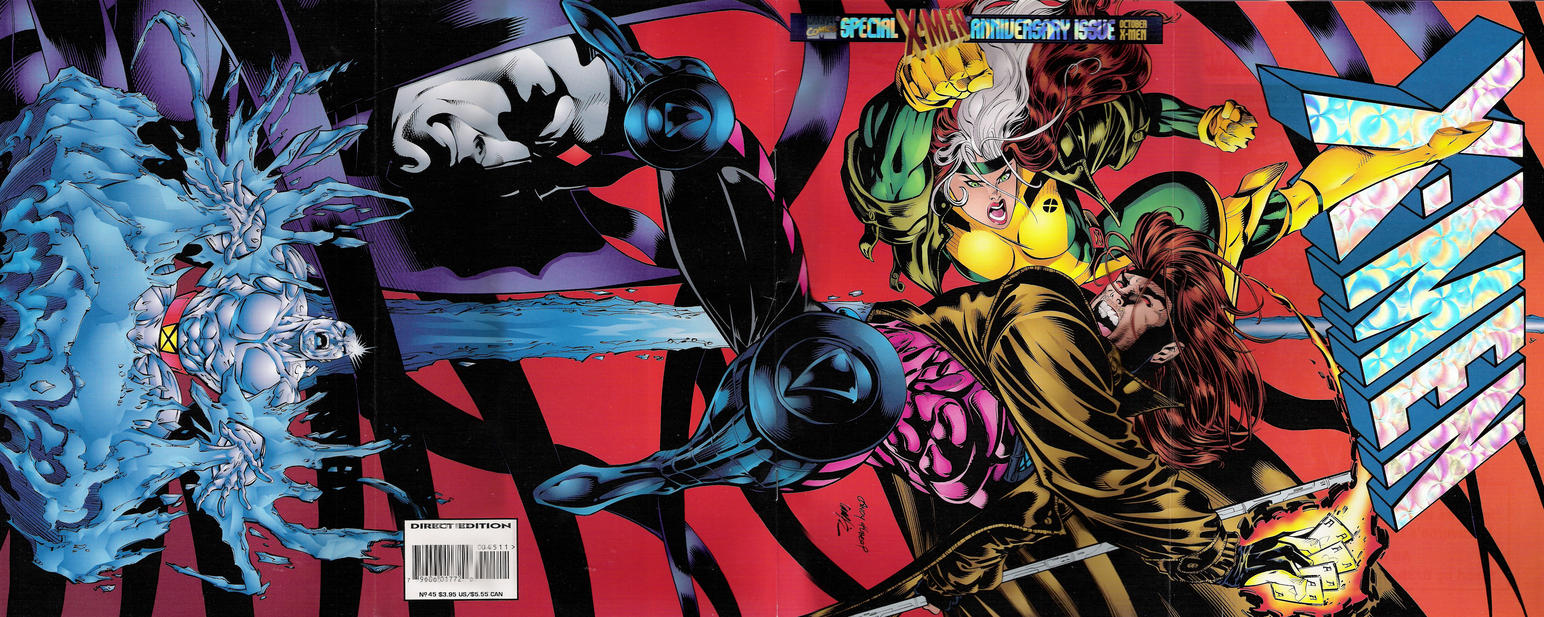 MARVEL COMICS
SPECIAL X-MEN ANNIVERSARY ISSUE
OCTOBER
X-MEN
X-MEN
DIRECT EDITION
004511>
Nº 45 $3.95 US/$5.55 CAN